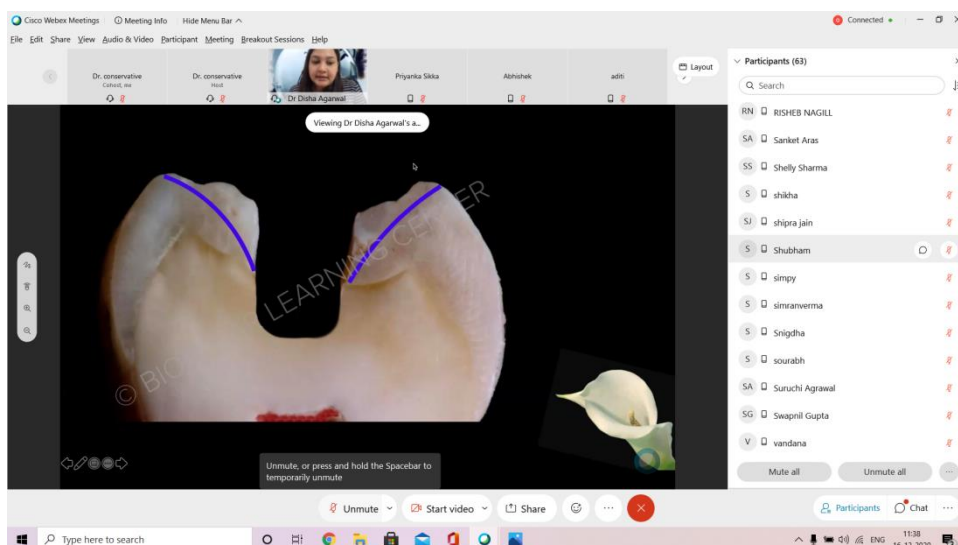 Cisco Webex Meetings
Meeting Info
Hide Menu Bar
Connected
File Edit Share View Audio & Video Participant Meeting Breakout Sessions Help
Dr. conservative
Cohost, me
Dr. conservative
Host
Dr Disha Agarwal
Priyanka Sikka
Abhishek
aditi
Layout
Viewing Dr Disha Agarwal's a...
© BIO
LEARNING CENTER
Unmute, or press and hold the Spacebar to
temporarily unmute
Participants (63)
Search
RN RISHEB NAGILL
SA Sanket Aras
SS Shelly Sharma
S shikha
SJ shipra jain
S Shubham
S simpy
S simranverma
S Snigdha
S sourabh
SA Suruchi Agrawal
SG Swapnil Gupta
V vandana
Mute all
Unmute all
Unmute
Start video
Share
Participants
Chat
Type here to search
ENG
11:38
16-12-2020